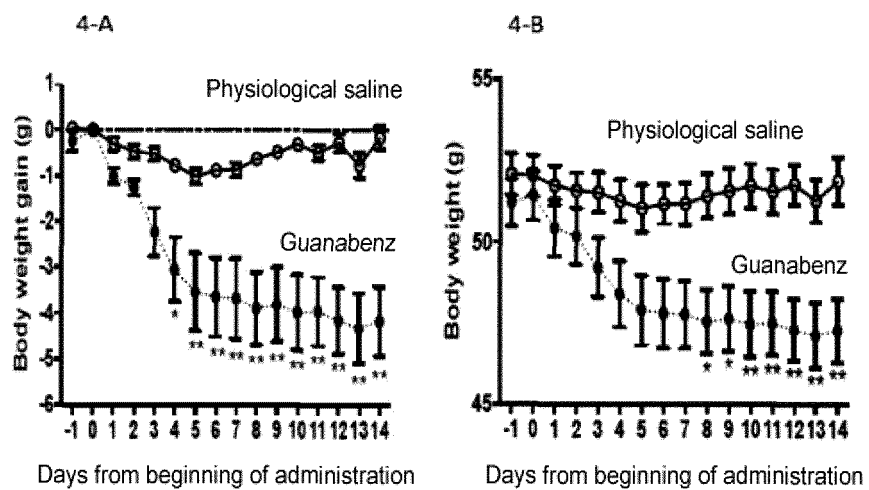 4-A
Body weight gain (g)
1
0
-1
-2
-3
-4
-5
-6
Physiological saline
Guanabenz
* ** ** ** ** ** ** ** ** ** **
-1 0 1 2 3 4 5 6 7 8 9 10 11 12 13 14
Days from beginning of administration
4-B
Body weight (g)
55
50
45
Physiological saline
Guanabenz
* * ** ** ** ** **
-1 0 1 2 3 4 5 6 7 8 9 10 11 12 13 14
Days from beginning of administration